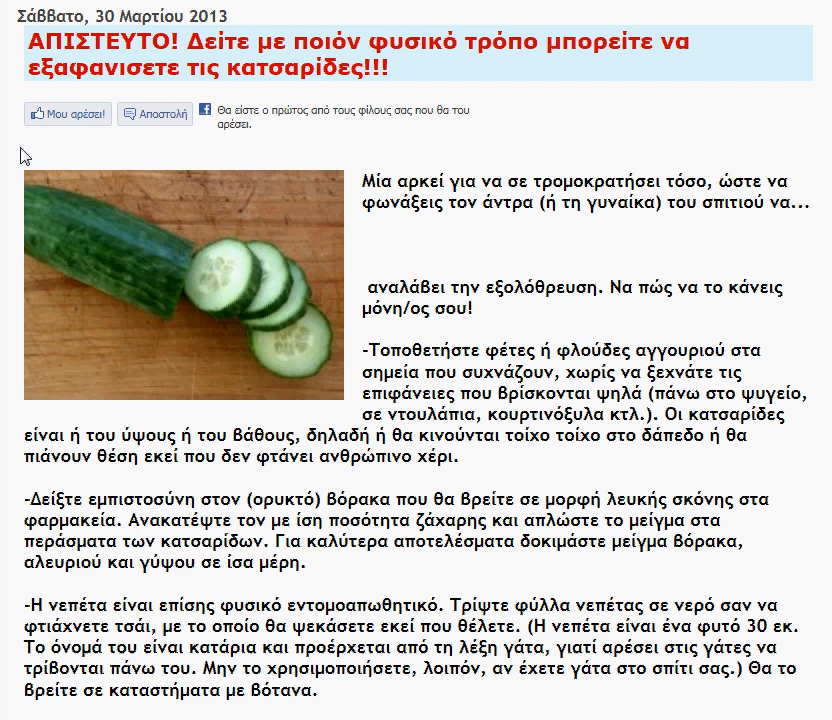 Σάββατο, 30 Μαρτίου 2013
ΑΠΙΣΤΕΥΤΟ! Δείτε με ποιόν φυσικό τρόπο μπορείτε να
εξαφανισετε τις κατσαρίδες!!!
Μου αρέσει! Αποστολή Θα είστε ο πρώτος από τους φίλους σας που θα του
αρέσει.
Μία αρκεί για να σε τρομοκρατήσει τόσο, ώστε να
φωνάξεις τον άντρα (ή τη γυναίκα) του σπιτιού να...
αναλάβει την εξολόθρευση. Να πώς να το κάνεις
μόνη/ος σου!
-Τοποθετήστε φέτες ή φλούδες αγγουριού στα
σημεία που συχνάζουν, χωρίς να ξεχνάτε τις
επιφάνειες που βρίσκονται ψηλά (πάνω στο ψυγείο,
σε ντουλάπια, κουρτινόξυλα κτλ.). Οι κατσαρίδες
είναι ή του ύψους ή του βάθους, δηλαδή ή θα κινούνται τοίχο τοίχο στο δάπεδο ή θα
πιάνουν θέση εκεί που δεν φτάνει ανθρώπινο χέρι.
-Δείξτε εμπιστοσύνη στον (ορυκτό) βόρακα που θα βρείτε σε μορφή λευκής σκόνης στα
φαρμακεία. Ανακατέψτε τον με ίση ποσότητα ζάχαρης και απλώστε το μείγμα στα
περάσματα των κατσαρίδων. Για καλύτερα αποτελέσματα δοκιμάστε μείγμα βόρακα,
αλευριού και γύψου σε ίσα μέρη.
-Η νεπέτα είναι επίσης φυσικό εντομοαπωθητικό. Τρίψτε φύλλα νεπέτας σε νερό σαν να
φτιάχνετε τσάι, με το οποίο θα ψεκάσετε εκεί που θέλετε. (Η νεπέτα είναι ένα φυτό 30 εκ.
Το όνομά του είναι κατάρια και προέρχεται από τη λέξη γάτα, γιατί αρέσει στις γάτες να
τρίβονται πάνω του. Μην το χρησιμοποιήσετε, λοιπόν, αν έχετε γάτα στο σπίτι σας.) Θα το
βρείτε σε καταστήματα με βότανα.